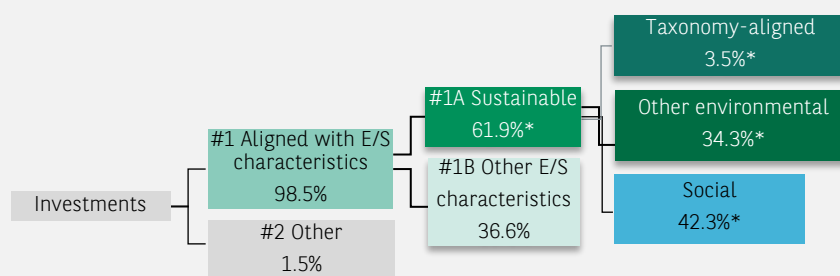 Investments
#1 Aligned with E/S
characteristics
98.5%
#2 Other
1.5%
#1A Sustainable
61.9%*
#1B Other E/S
characteristics
36.6%
Taxonomy-aligned
3.5%*
Other environmental
34.3%*
Social
42.3%*